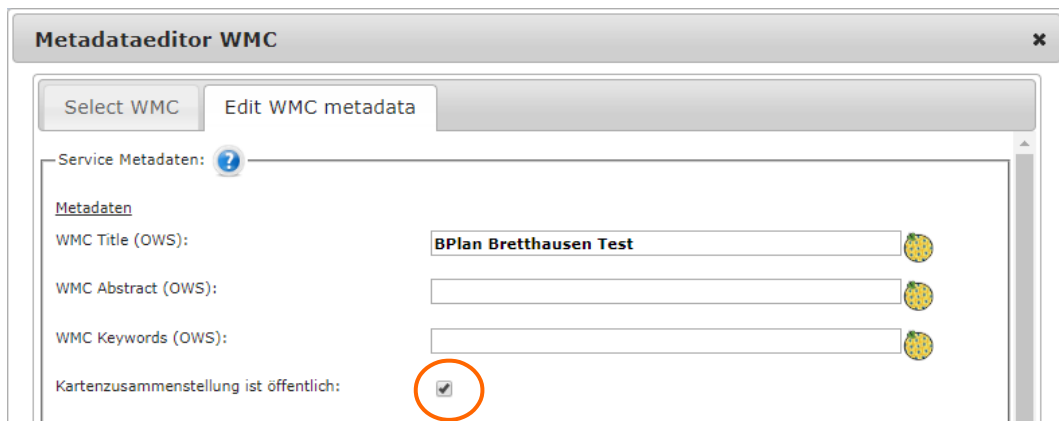 Metadataeditor WMC
Select WMC Edit WMC metadata
Service Metadaten:
Metadaten
WMC Title (OWS): BPlan Bretthausen Test
WMC Abstract (OWS):
WMC Keywords (OWS):
Kartenzusammenstellung ist öffentlich: